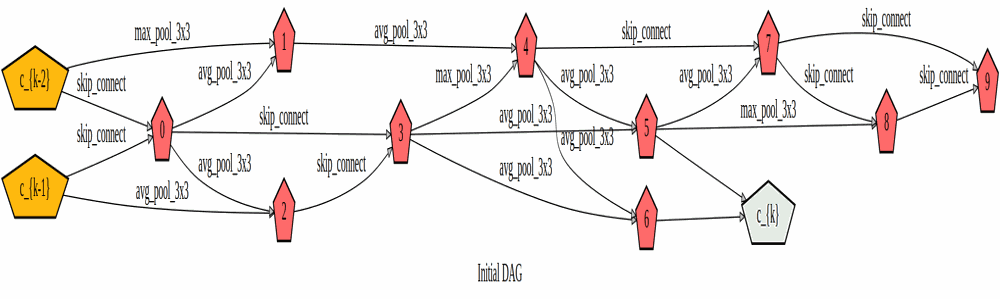 max_pool_3x3
avg_pool_3x3
skip_connect
skip_connect
c_{k-2}
skip_connect
avg_pool_3x3
1
4
7
9
max_pool_3x3
avg_pool_3x3
avg_pool_3x3
skip_connect
skip_connect
skip_connect
0
skip_connect
3
avg_pool_3x3
5
max_pool_3x3
8
avg_pool_3x3
c_{k-1}
avg_pool_3x3
avg_pool_3x3
skip_connect
avg_pool_3x3
2
6
c_{k}
Initial DAG